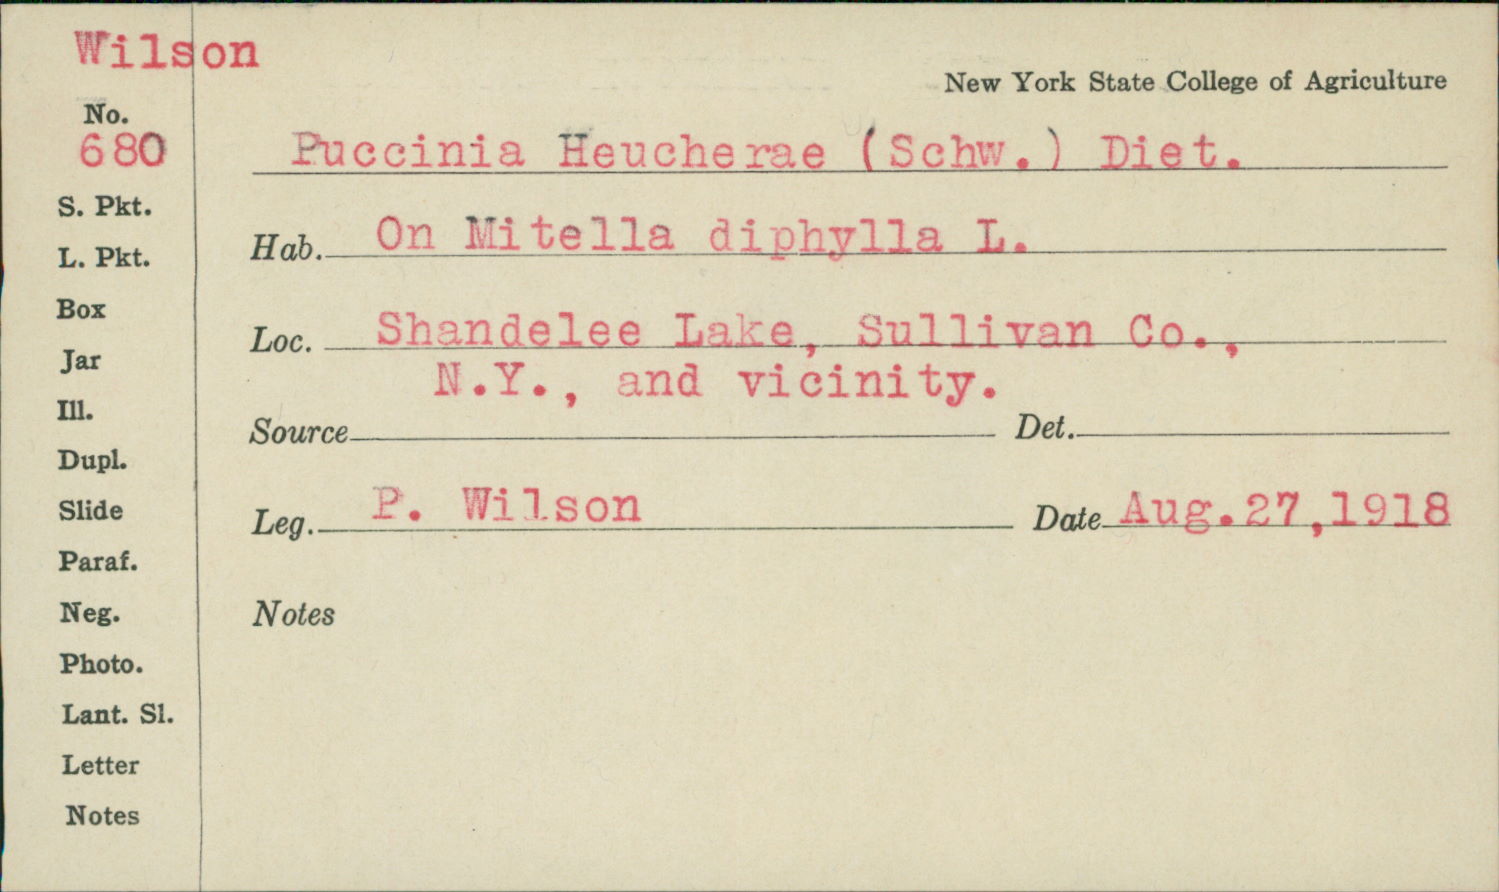 Wilson
New York State College of Agriculture
No.
680
Puccinia Heucherae (Schw.) Diet.
S. Pkt.
Hab. On Mitella diphylla L.
L. Pkt.
Box
Loc. Shandelee Lake, Sullivan Co.,
Jar
N.Y., and vicinity.
Ill.
Source Det.
Dupl.
Slide
Leg. P. Wilson Date Aug.27,1918
Paraf.
Neg.
Notes
Photo.
Lant. Sl.
Letter
Notes